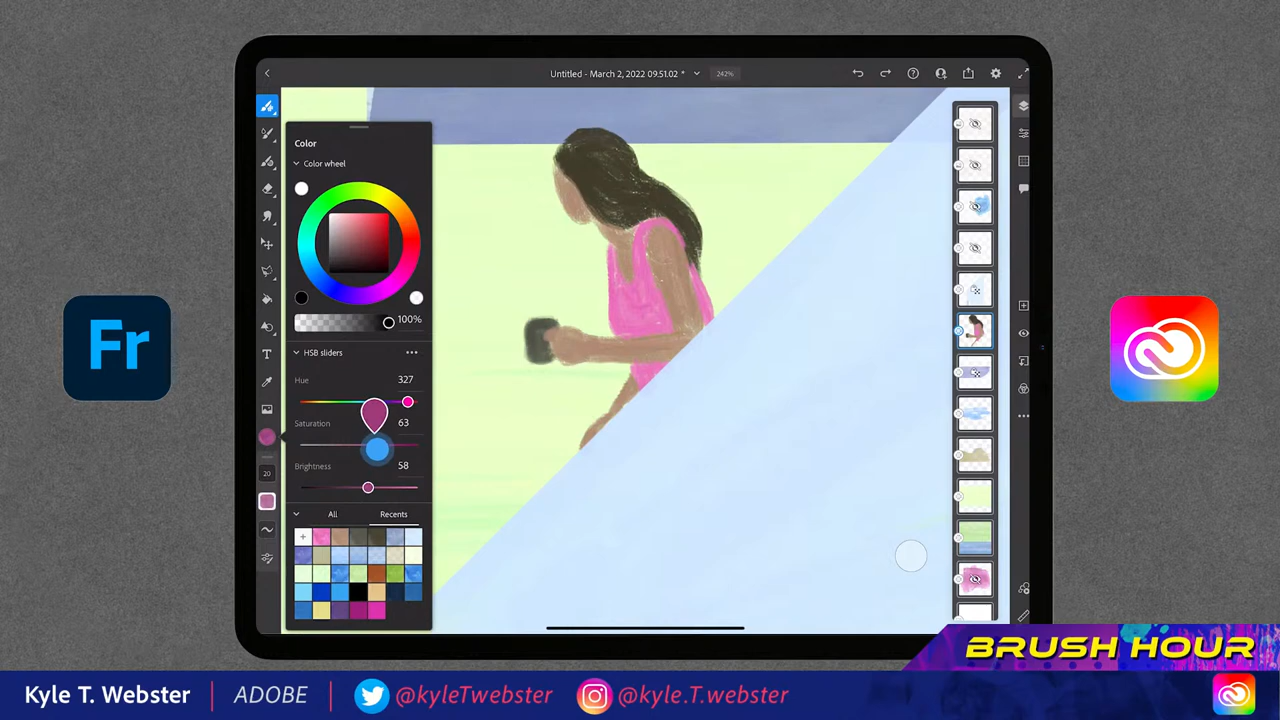 Untitled - March 2, 2022 09.51.02 *
242%
Color
Color wheel
100%
HSB sliders
Hue
327
Saturation
63
Brightness
58
All
Recents
20
T
Fr
BRUSH HOUR
Kyle T. Webster | ADOBE | @kyleTwebster @kyle.T.webster